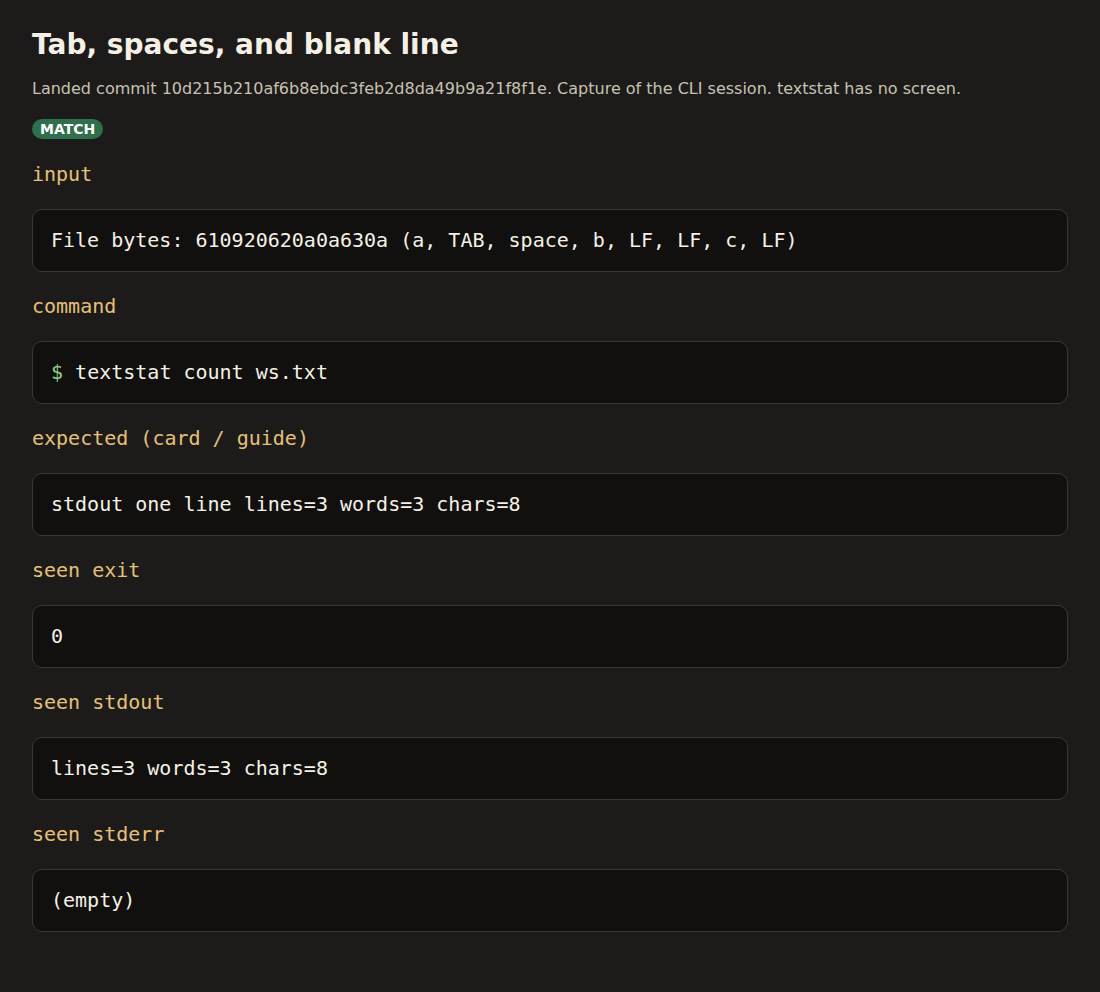 Tab, spaces, and blank line
Landed commit 10d215b210af6b8ebdc3feb2d8da49b9a21f8f1e. Capture of the CLI session. textstat has no screen.
MATCH
input
File bytes: 610920620a0a630a (a, TAB, space, b, LF, LF, c, LF)
command
$ textstat count ws.txt
expected (card / guide)
stdout one line lines=3 words=3 chars=8
seen exit
0
seen stdout
lines=3 words=3 chars=8
seen stderr
(empty)